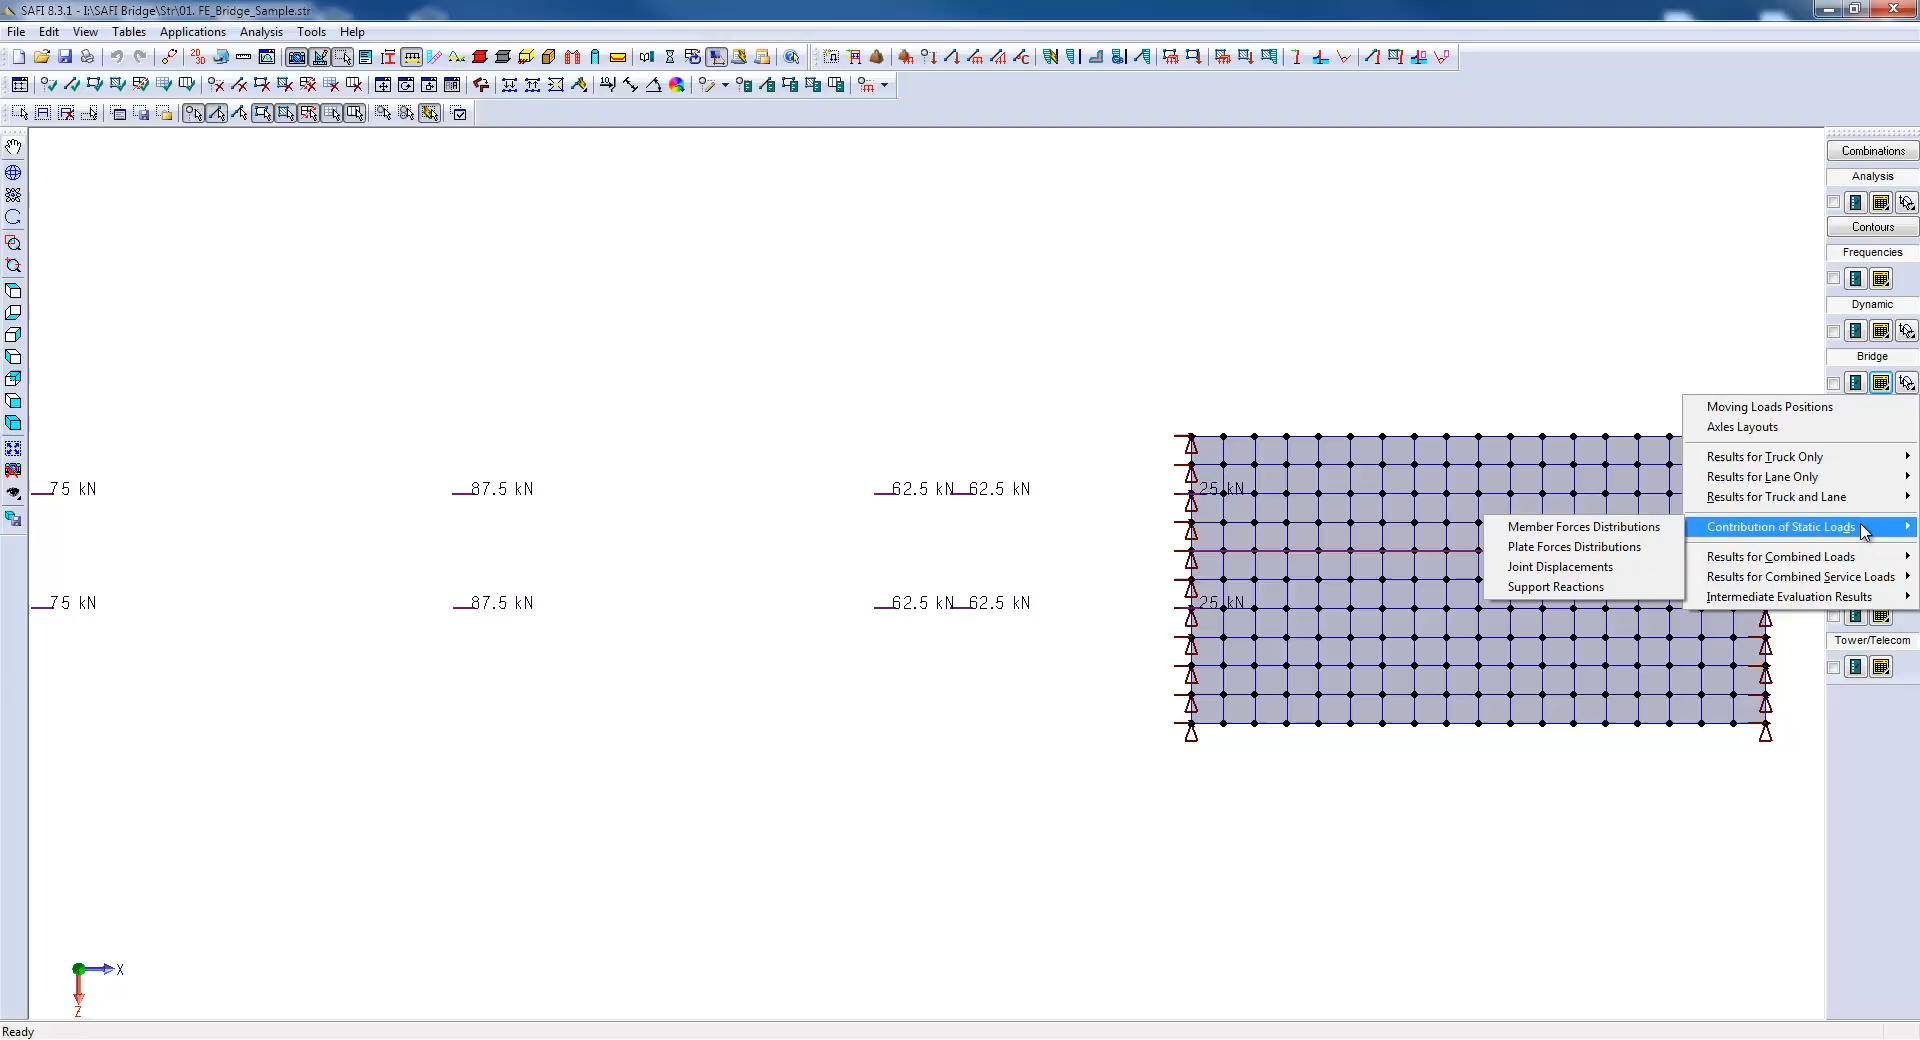 SAFI 8.3.1 - I:\SAFI Bridge\Str\01. FE_Bridge_Sample.str
File Edit View Tables Applications Analysis Tools Help
Combinations
Analysis
Contours
Frequencies
Dynamic
Bridge
Moving Loads Positions
Axles Layouts
Results for Truck Only
Results for Lane Only
Results for Truck and Lane
Contribution of Static Loads
Results for Combined Loads
Results for Combined Service Loads
Intermediate Evaluation Results
Member Forces Distributions
Plate Forces Distributions
Joint Displacements
Support Reactions
Tower/Telecom
75 kN 87.5 kN 62.5 kN 62.5 kN 25 kN
75 kN 87.5 kN 62.5 kN 62.5 kN 25 kN
X
Z
Ready